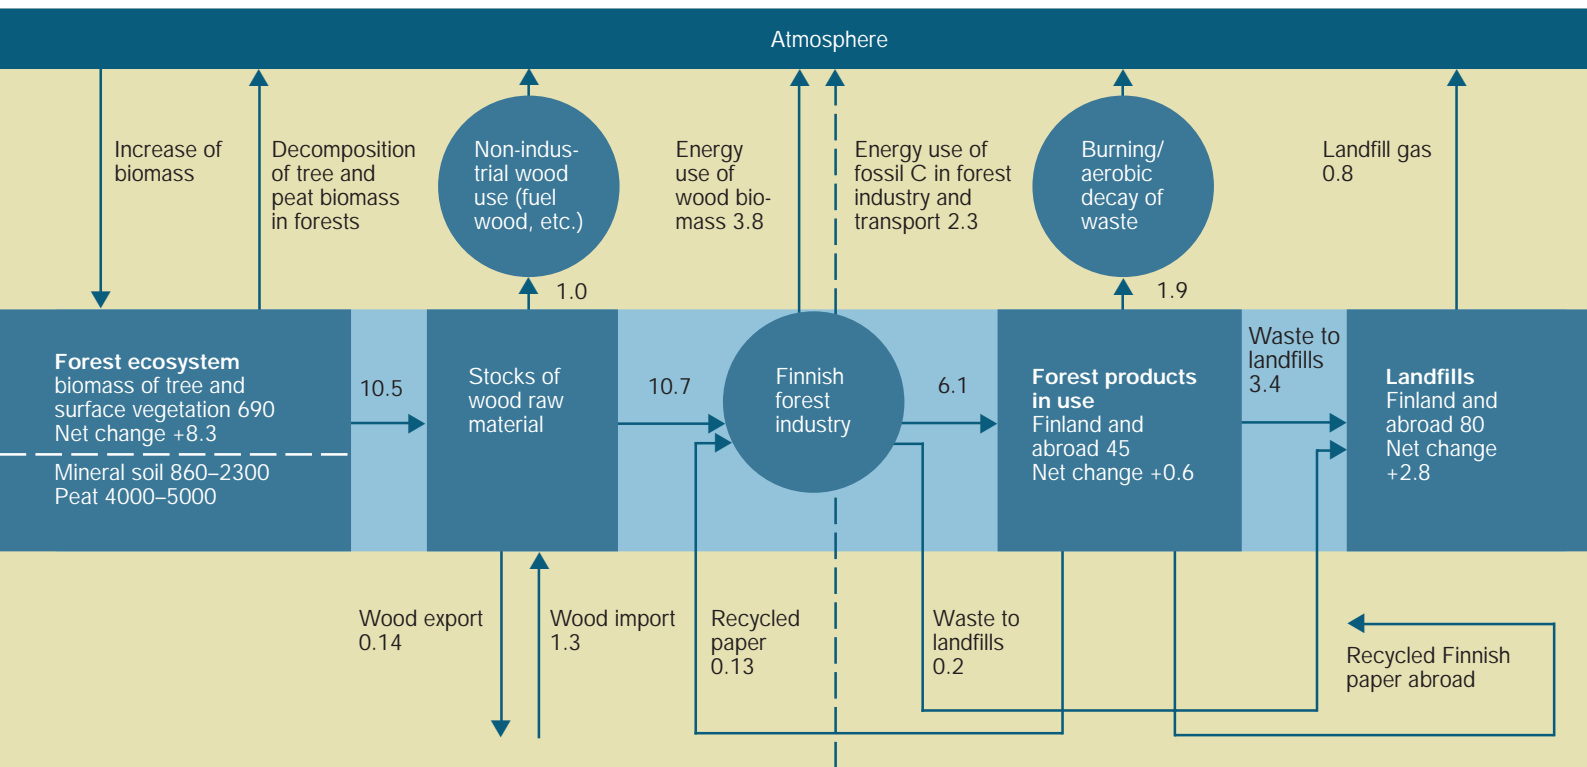 Atmosphere
Increase of
biomass
Decomposition
of tree and
peat biomass
in forests
Non-indus-
trial wood
use (fuel
wood, etc.)
Energy
use of
wood bio-
mass 3.8
Energy use of
fossil C in forest
industry and
transport 2.3
Burning/
aerobic
decay of
waste
Landfill gas
0.8
1.0
1.9
Forest ecosystem
biomass of tree and
surface vegetation 690
Net change +8.3
Mineral soil 860–2300
Peat 4000–5000
10.5
Stocks of
wood raw
material
10.7
Finnish
forest
industry
6.1
Forest products
in use
Finland and
abroad 45
Net change +0.6
Waste to
landfills
3.4
Landfills
Finland and
abroad 80
Net change
+2.8
Wood export
0.14
Wood import
1.3
Recycled
paper
0.13
Waste to
landfills
0.2
Recycled Finnish
paper abroad